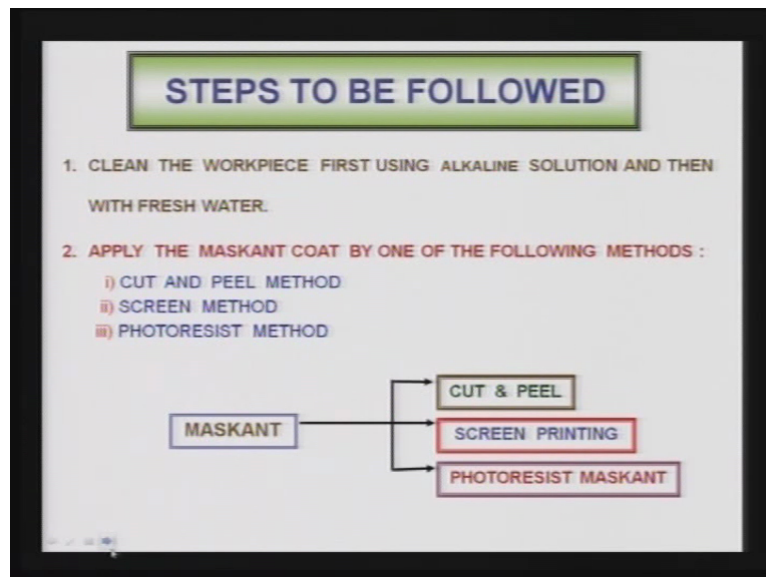 STEPS TO BE FOLLOWED
1. CLEAN THE WORKPIECE FIRST USING ALKALINE SOLUTION AND THEN
WITH FRESH WATER.
2. APPLY THE MASKANT COAT BY ONE OF THE FOLLOWING METHODS :
i) CUT AND PEEL METHOD
ii) SCREEN METHOD
iii) PHOTORESIST METHOD
CUT & PEEL
MASKANT
SCREEN PRINTING
PHOTORESIST MASKANT